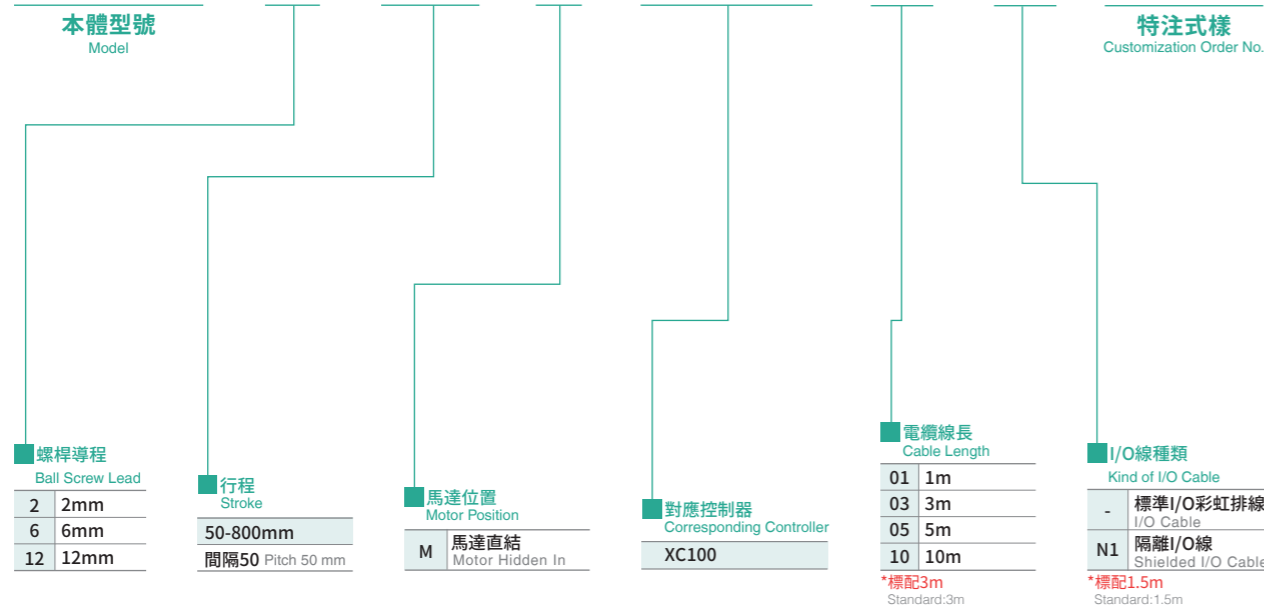 本體型號
Model
特注式樣
Customization Order No.
螺桿導程
Ball Screw Lead
2 2mm
6 6mm
12 12mm
行程
Stroke
50-800mm
間隔50 Pitch 50 mm
馬達位置
Motor Position
M 馬達直結
Motor Hidden In
對應控制器
Corresponding Controller
XC100
電纜線長
Cable Length
01 1m
03 3m
05 5m
10 10m
*標配3m
Standard:3m
I/O線種類
Kind of I/O Cable
- 標準I/O彩虹排線
I/O Cable
N1 隔離I/O線
Shielded I/O Cable
*標配1.5m
Standard:1.5m